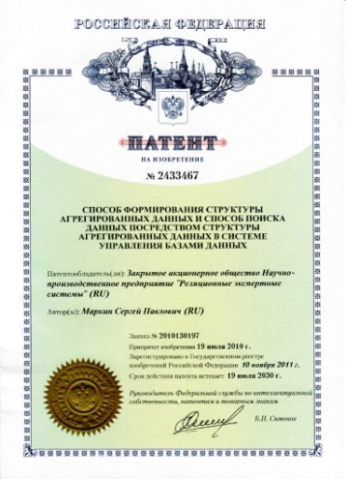 РОССИЙСКАЯ ФЕДЕРАЦИЯ
ПАТЕНТ
НА ИЗОБРЕТЕНИЕ
№ 2433467
СПОСОБ ФОРМИРОВАНИЯ СТРУКТУРЫ
АГРЕГИРОВАННЫХ ДАННЫХ И СПОСОБ ПОИСКА
ДАННЫХ ПОСРЕДСТВОМ СТРУКТУРЫ
АГРЕГИРОВАННЫХ ДАННЫХ В СИСТЕМЕ
УПРАВЛЕНИЯ БАЗАМИ ДАННЫХ
Патентообладатель(ли): Закрытое акционерное общество Научно-
производственное предприятие "Реляционные экспертные
системы" (RU)
Автор(ы): Маркин Сергей Павлович (RU)
Заявка № 2010130197
Приоритет изобретения 19 июля 2010 г.
Зарегистрировано в Государственном реестре
изобретений Российской Федерации 10 ноября 2011 г.
Срок действия патента истекает 19 июля 2030 г.
Руководитель Федеральной службы по интеллектуальной
собственности, патентам и товарным знакам
Б.П. Симонов